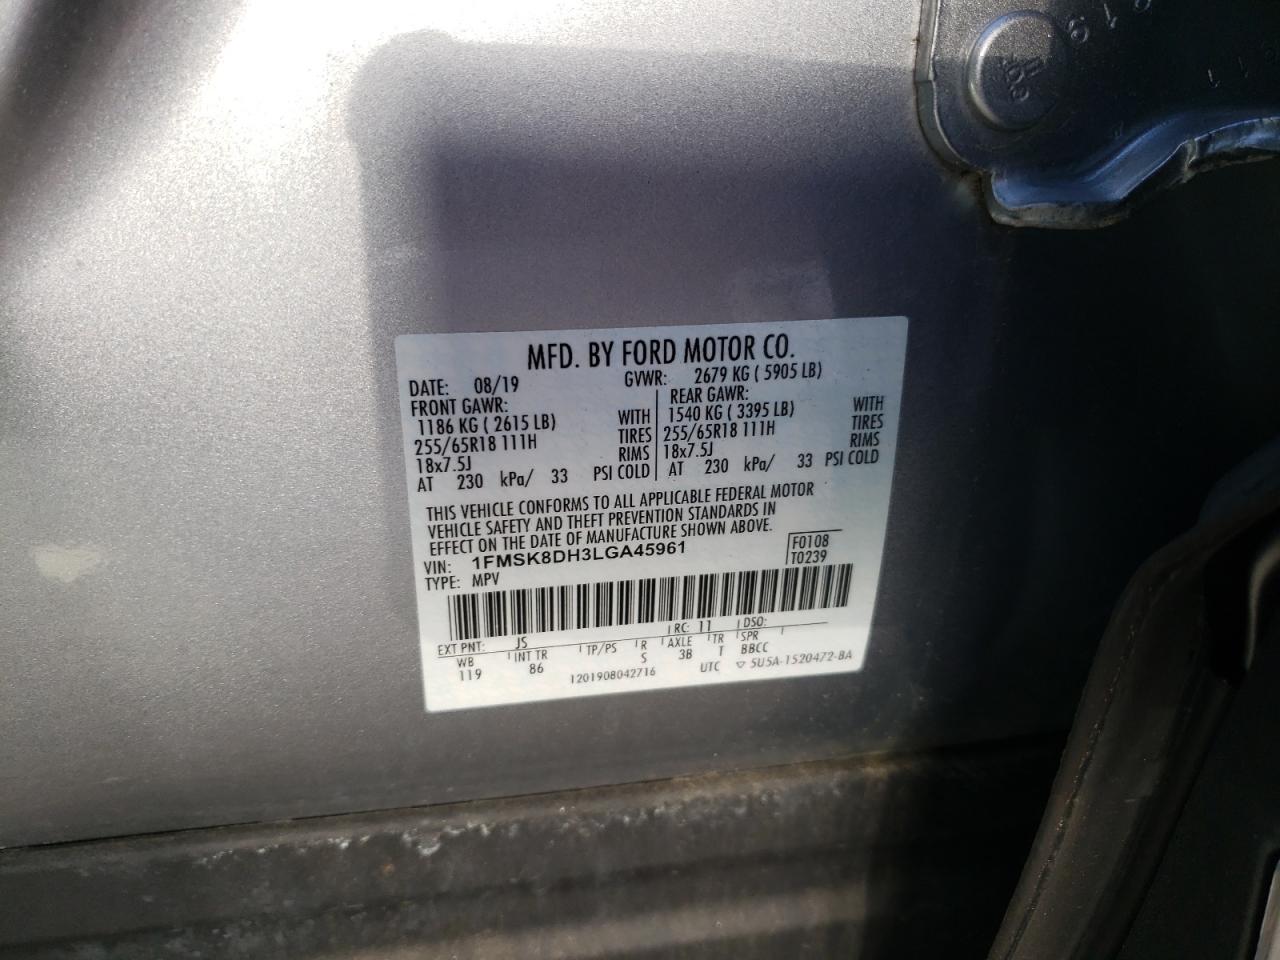 MFD. BY FORD MOTOR CO.
DATE: 08/19 GVWR: 2679 KG ( 5905 LB)
FRONT GAWR: REAR GAWR:
1186 KG ( 2615 LB) WITH 1540 KG ( 3395 LB) WITH
255/65R18 111H TIRES 255/65R18 111H TIRES
18x7.5J RIMS 18x7.5J RIMS
AT 230 kPa/ 33 PSI COLD AT 230 kPa/ 33 PSI COLD
THIS VEHICLE CONFORMS TO ALL APPLICABLE FEDERAL MOTOR
VEHICLE SAFETY AND THEFT PREVENTION STANDARDS IN
EFFECT ON THE DATE OF MANUFACTURE SHOWN ABOVE.
VIN: 1FMSK8DH3LGA45961 F0108
TYPE: MPV T0239
EXT PNT: JS RC: 11 DSO:
WB INT TR TP/PS R AXLE TR SPR
119 86 S 3B T BBCC
1201908042716 UTC ▽ 5U5A-1520472-BA